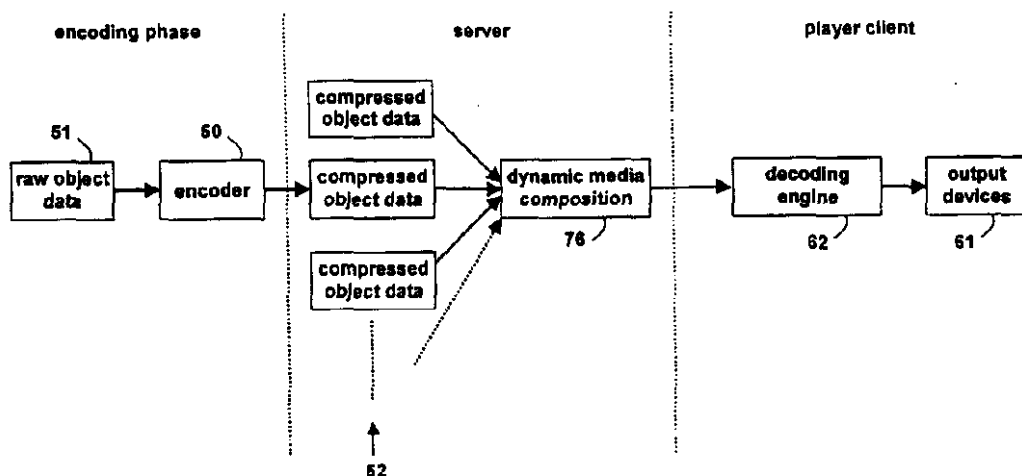 encoding phase
server
player client
51
raw object
data
50
encoder
compressed
object data
compressed
object data
compressed
object data
52
dynamic media
composition
76
decoding
engine
62
output
devices
61